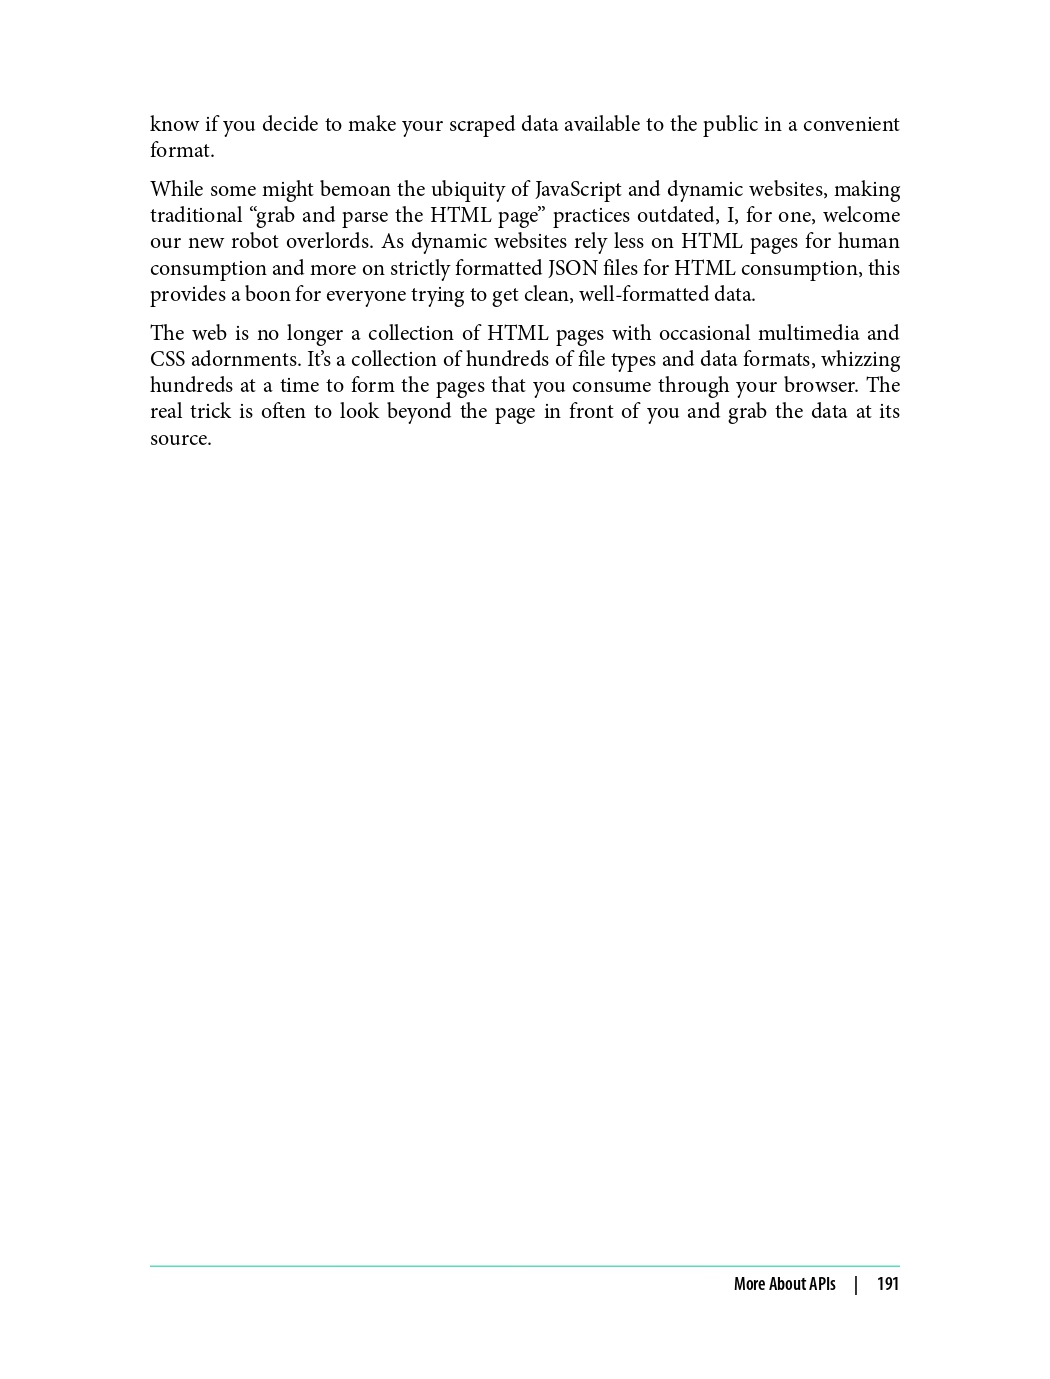 know if you decide to make your scraped data available to the public in a convenient
format.
While some might bemoan the ubiquity of JavaScript and dynamic websites, making
traditional “grab and parse the HTML page” practices outdated, I, for one, welcome
our new robot overlords. As dynamic websites rely less on HTML pages for human
consumption and more on strictly formatted JSON files for HTML consumption, this
provides a boon for everyone trying to get clean, well-formatted data.
The web is no longer a collection of HTML pages with occasional multimedia and
CSS adornments. It’s a collection of hundreds of file types and data formats, whizzing
hundreds at a time to form the pages that you consume through your browser. The
real trick is often to look beyond the page in front of you and grab the data at its
source.
More About APIs | 191